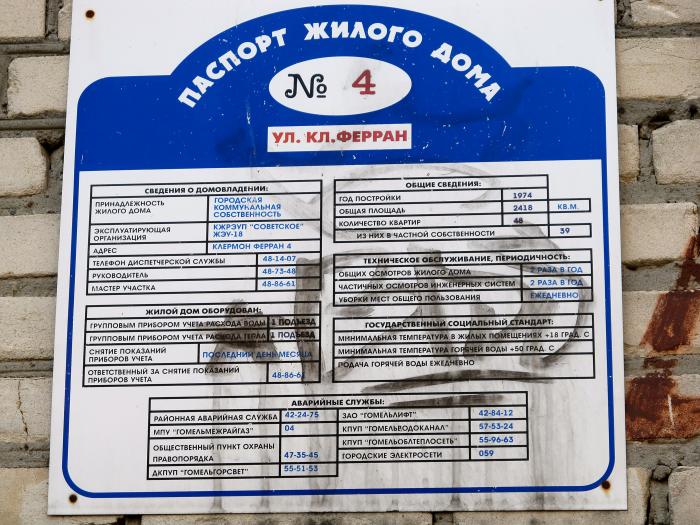 ПАСПОРТ ЖИЛОГО ДОМА
№ 4
УЛ. КЛ.ФЕРРАН
СВЕДЕНИЯ О ДОМОВЛАДЕНИИ:
ПРИНАДЛЕЖНОСТЬ ЖИЛОГО ДОМА
ГОРОДСКАЯ
КОММУНАЛЬНАЯ
СОБСТВЕННОСТЬ
ЭКСПЛУАТИРУЮЩАЯ ОРГАНИЗАЦИЯ
КЖРЭУП "СОВЕТСКОЕ"
ЖЭУ-18
АДРЕС КЛЕРМОН ФЕРРАН 4
ТЕЛЕФОН ДИСПЕТЧЕРСКОЙ СЛУЖБЫ 48-14-07
РУКОВОДИТЕЛЬ 48-73-48
МАСТЕР УЧАСТКА 48-86-61
ОБЩИЕ СВЕДЕНИЯ:
ГОД ПОСТРОЙКИ 1974
ОБЩАЯ ПЛОЩАДЬ 2418 КВ.М.
КОЛИЧЕСТВО КВАРТИР 48
ИЗ НИХ В ЧАСТНОЙ СОБСТВЕННОСТИ 39
ТЕХНИЧЕСКОЕ ОБСЛУЖИВАНИЕ, ПЕРИОДИЧНОСТЬ:
ОБЩИХ ОСМОТРОВ ЖИЛОГО ДОМА 2 РАЗА В ГОД
ЧАСТИЧНЫХ ОСМОТРОВ ИНЖЕНЕРНЫХ СИСТЕМ 2 РАЗА В ГОД
УБОРКИ МЕСТ ОБЩЕГО ПОЛЬЗОВАНИЯ ЕЖЕДНЕВНО
ЖИЛОЙ ДОМ ОБОРУДОВАН:
ГРУППОВЫМ ПРИБОРОМ УЧЕТА РАСХОДА ВОДЫ 1 ПОДЪЕЗД
ГРУППОВЫМ ПРИБОРОМ УЧЕТА РАСХОДА ТЕПЛА 1 ПОДЪЕЗД
СНЯТИЕ ПОКАЗАНИЙ
ПРИБОРОВ УЧЕТА
ПОСЛЕДНИЙ ДЕНЬ МЕСЯЦА
ОТВЕТСТВЕННЫЙ ЗА СНЯТИЕ ПОКАЗАНИЙ
ПРИБОРОВ УЧЕТА
48-86-61
ГОСУДАРСТВЕННЫЙ СОЦИАЛЬНЫЙ СТАНДАРТ:
МИНИМАЛЬНАЯ ТЕМПЕРАТУРА В ЖИЛЫХ ПОМЕЩЕНИЯХ +18 ГРАД. С
МИНИМАЛЬНАЯ ТЕМПЕРАТУРА ГОРЯЧЕЙ ВОДЫ +50 ГРАД. С
ПОДАЧА ГОРЯЧЕЙ ВОДЫ ЕЖЕДНЕВНО
АВАРИЙНЫЕ СЛУЖБЫ:
РАЙОННАЯ АВАРИЙНАЯ СЛУЖБА 42-24-75
МПУ "ГОМЕЛЬМЕЖРАЙГАЗ" 04
ОБЩЕСТВЕННЫЙ ПУНКТ ОХРАНЫ
ПРАВОПОРЯДКА 47-35-45
ДКПУП "ГОМЕЛЬГОРСВЕТ" 55-51-53
ЗАО "ГОМЕЛЬЛИФТ" 42-84-12
КПУП "ГОМЕЛЬВОДОКАНАЛ" 57-53-24
КПУП "ГОМЕЛЬОБЛТЕПЛОСЕТЬ" 55-96-63
ГОРОДСКИЕ ЭЛЕКТРОСЕТИ 059